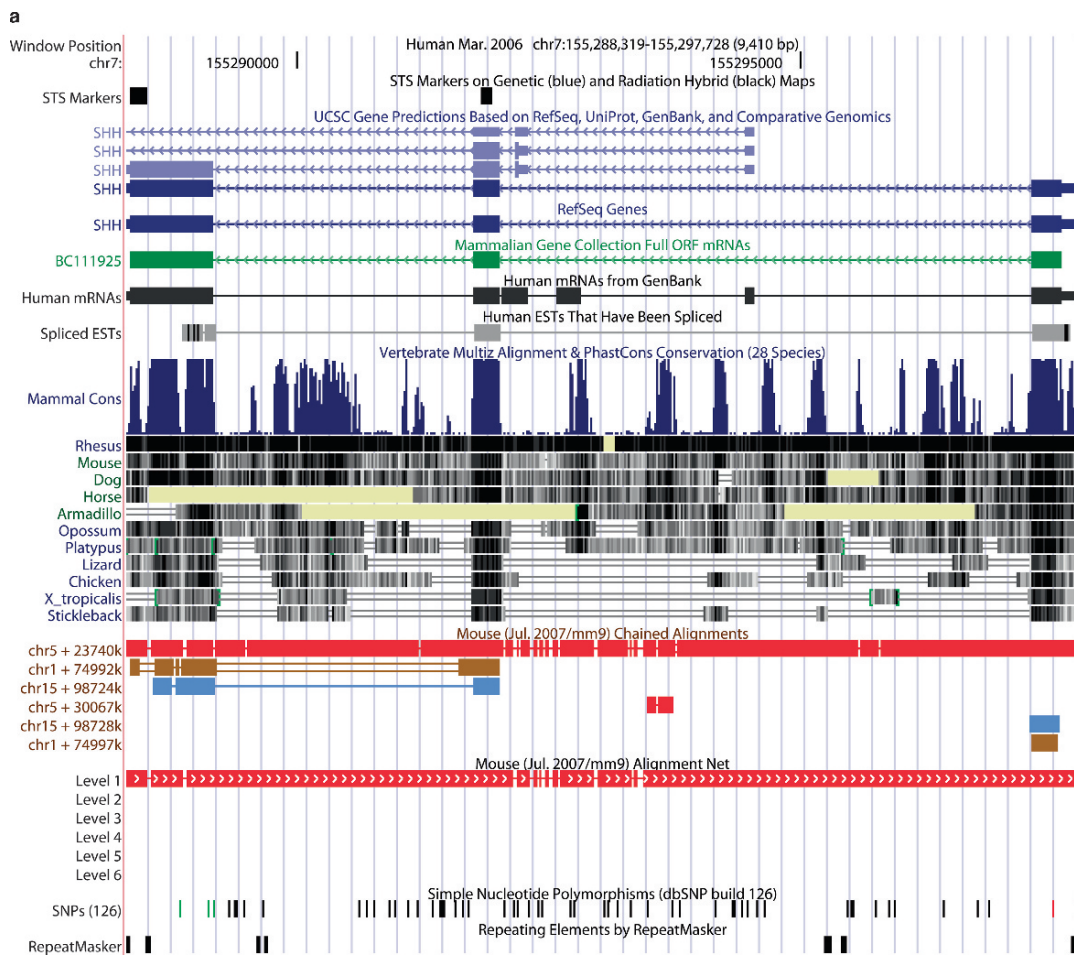 a
Window Position Human Mar. 2006 chr7:155,288,319-155,297,728 (9,410 bp)
chr7: 155290000 155295000
STS Markers on Genetic (blue) and Radiation Hybrid (black) Maps
STS Markers
UCSC Gene Predictions Based on RefSeq, UniProt, GenBank, and Comparative Genomics
SHH
SHH
SHH
SHH
RefSeq Genes
SHH
Mammalian Gene Collection Full ORF mRNAs
BC111925
Human mRNAs from GenBank
Human mRNAs
Human ESTs That Have Been Spliced
Spliced ESTs
Vertebrate Multiz Alignment & PhastCons Conservation (28 Species)
Mammal Cons
Rhesus
Mouse
Dog
Horse
Armadillo
Opossum
Platypus
Lizard
Chicken
X_tropicalis
Stickleback
Mouse (Jul. 2007/mm9) Chained Alignments
chr5 + 23740k
chr1 + 74992k
chr15 + 98724k
chr5 + 30067k
chr15 + 98728k
chr1 + 74997k
Mouse (Jul. 2007/mm9) Alignment Net
Level 1
Level 2
Level 3
Level 4
Level 5
Level 6
Simple Nucleotide Polymorphisms (dbSNP build 126)
SNPs (126)
Repeating Elements by RepeatMasker
RepeatMasker